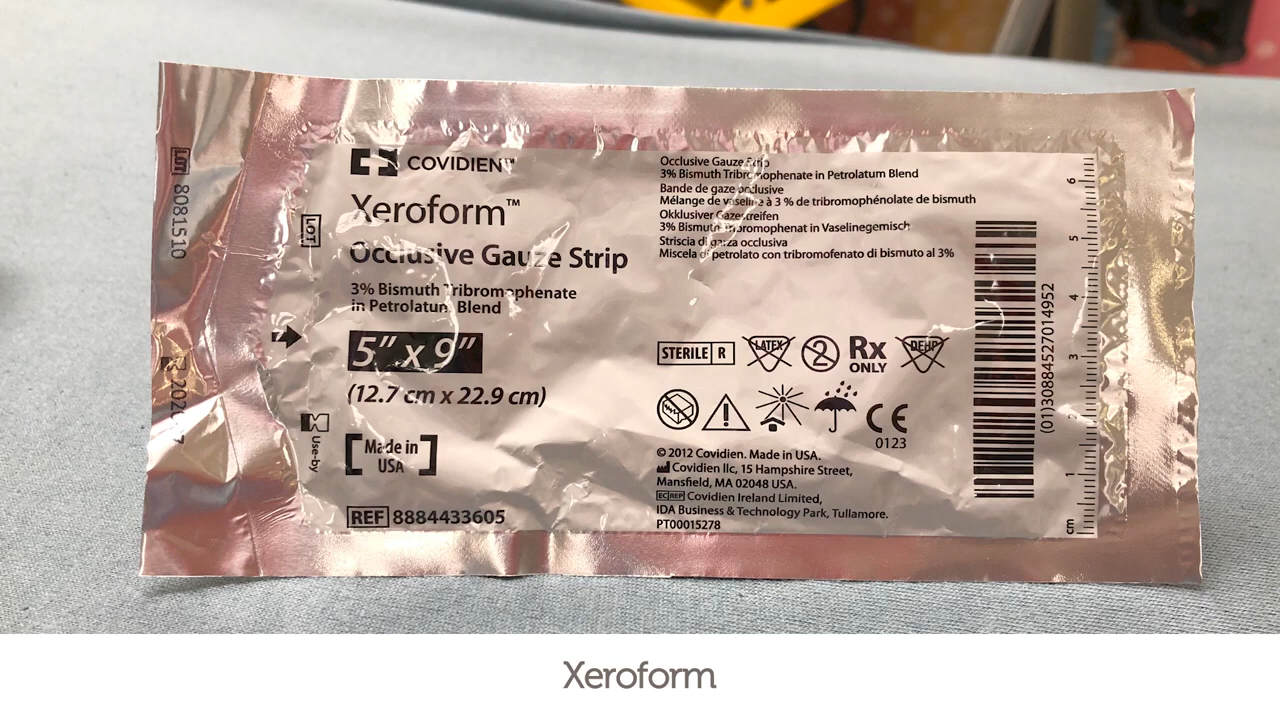 LOT 8081510
LOT
Use-by
COVIDIEN™
Xeroform™
Occlusive Gauze Strip
3% Bismuth Tribromophenate
in Petrolatum Blend
5" x 9"
(12.7 cm x 22.9 cm)
Made in
USA
REF 8884433605
Occlusive Gauze Strip
3% Bismuth Tribromophenate in Petrolatum Blend
Bande de gaze occlusive
Mélange de vaseline à 3 % de tribromophénolate de bismuth
Okklusiver Gazestreifen
3% Bismuth Tribromophenat in Vaselinegemisch
Striscia di garza occlusiva
Miscela di petrolato con tribromofenato di bismuto al 3%
STERILE R LATEX 2 Rx ONLY DEHP
CE
0123
© 2012 Covidien. Made in USA.
Covidien llc, 15 Hampshire Street,
Mansfield, MA 02048 USA.
EC REP Covidien Ireland Limited,
IDA Business & Technology Park, Tullamore.
PT00015278
(01)30884527014952
6
5
4
3
2
1
cm
Xeroform